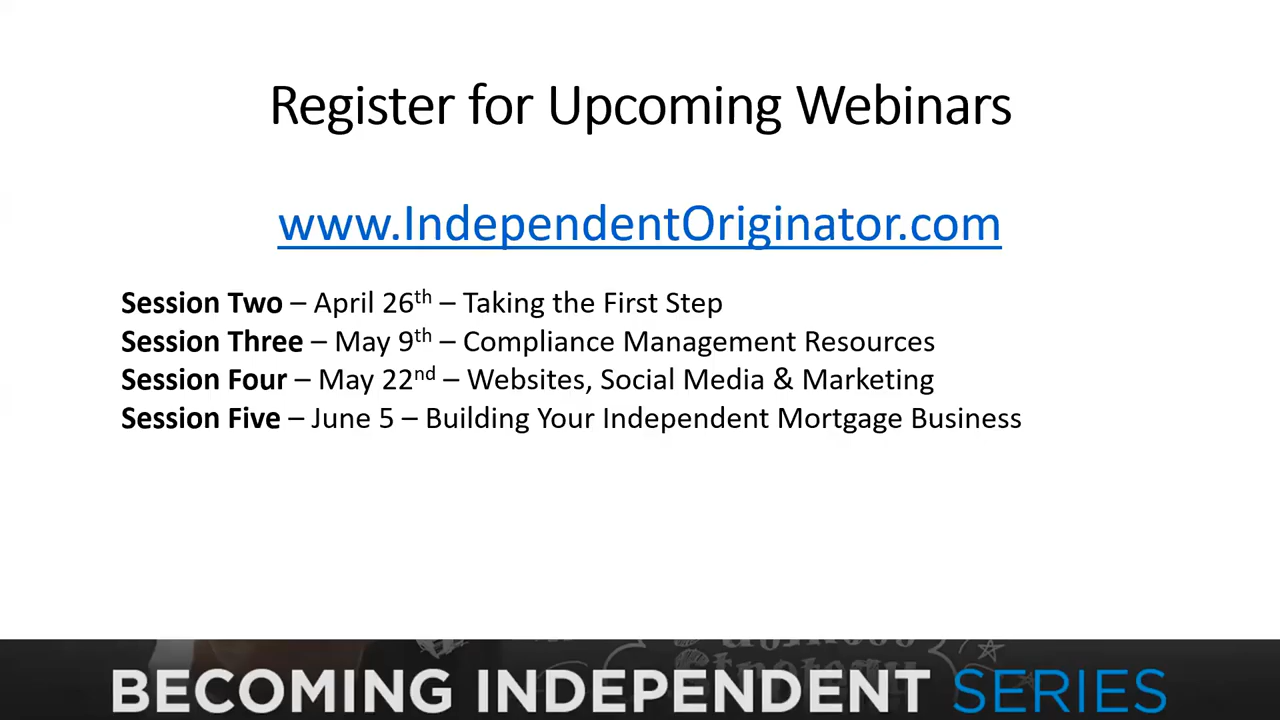 Register for Upcoming Webinars
www.IndependentOriginator.com
Session Two – April 26th – Taking the First Step
Session Three – May 9th – Compliance Management Resources
Session Four – May 22nd – Websites, Social Media & Marketing
Session Five – June 5 – Building Your Independent Mortgage Business
BECOMING INDEPENDENT SERIES